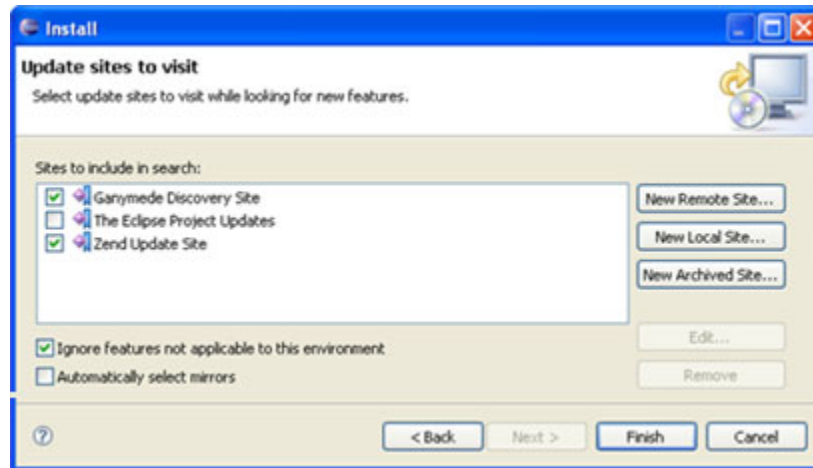 Install
Update sites to visit
Select update sites to visit while looking for new features.
Sites to include in search:
Ganymede Discovery Site
The Eclipse Project Updates
Zend Update Site
New Remote Site...
New Local Site...
New Archived Site...
Edit...
Remove
Ignore features not applicable to this environment
Automatically select mirrors
?
< Back
Next >
Finish
Cancel